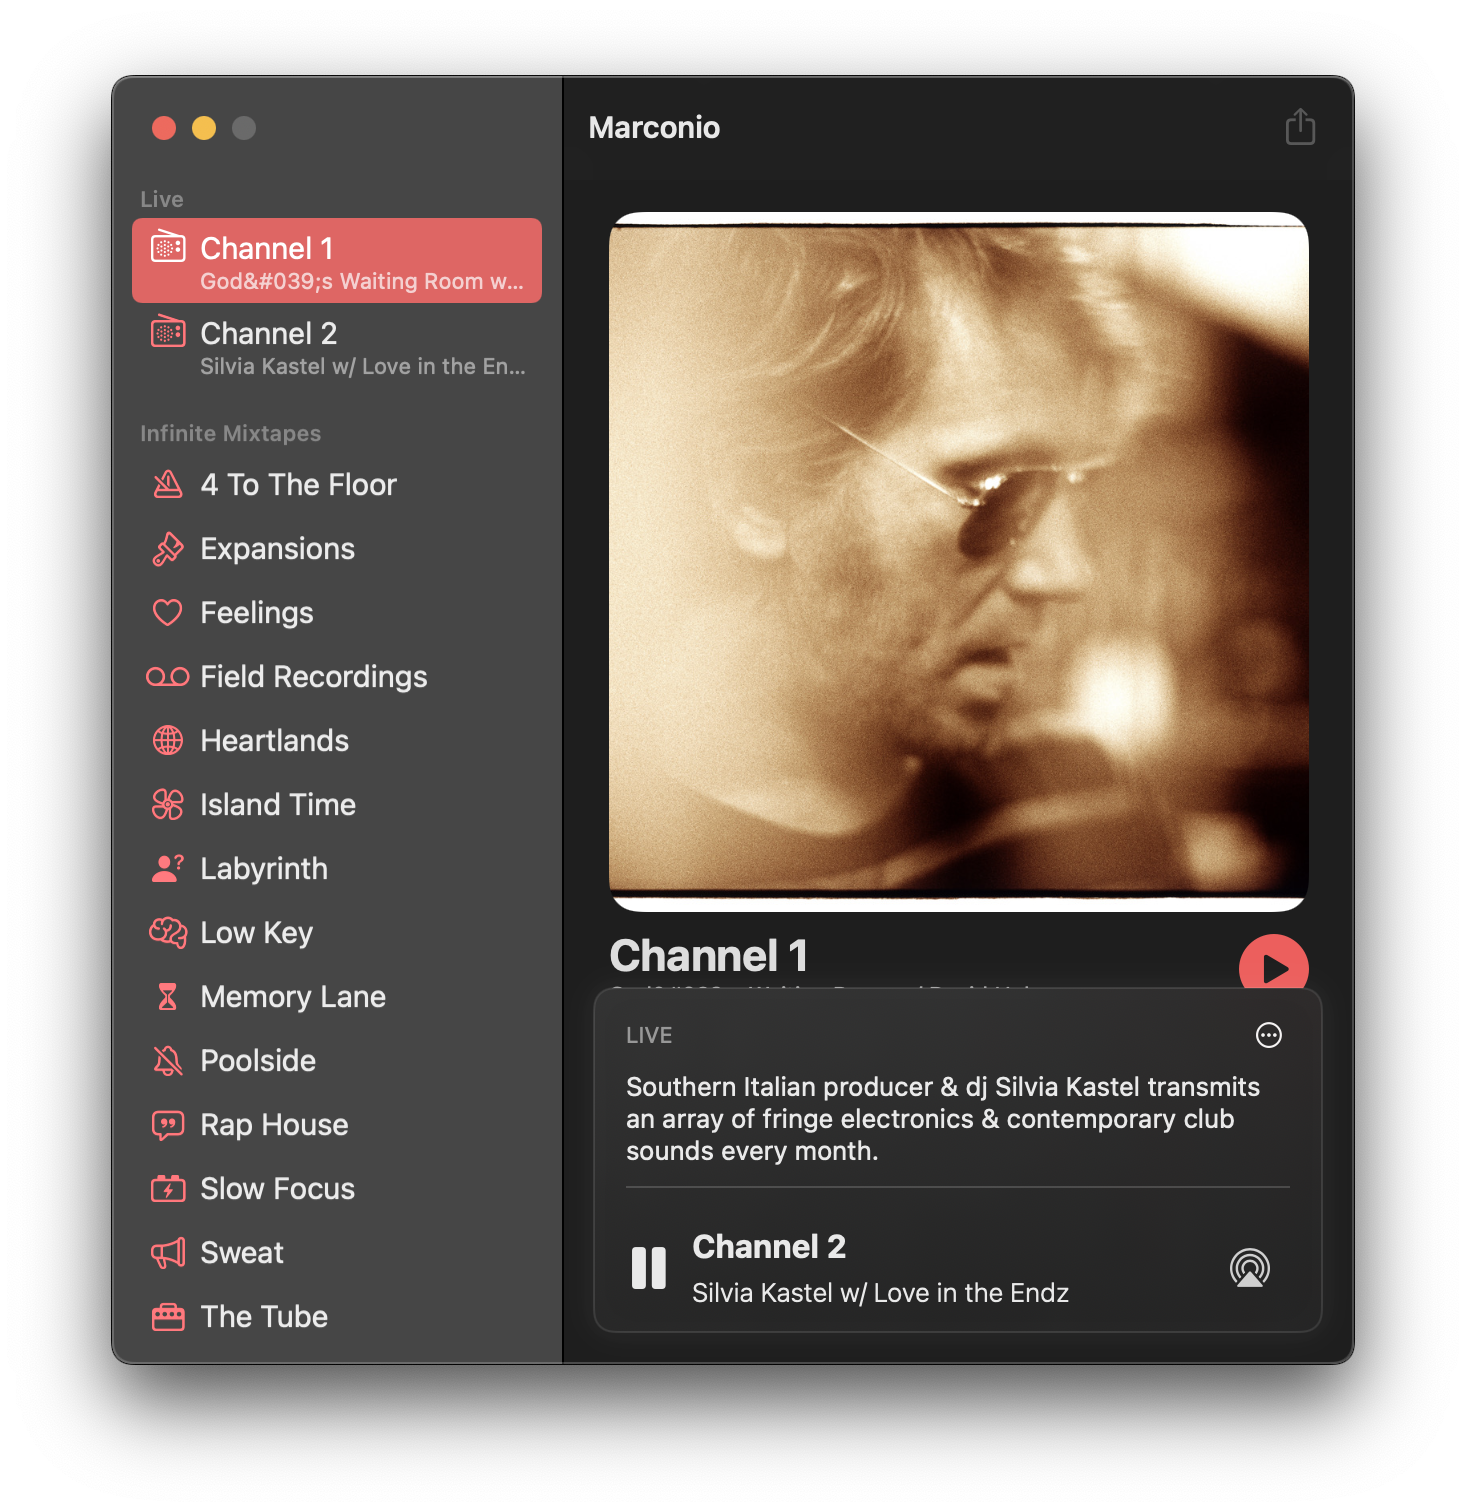 Marconio
Live
Channel 1
God&#039;s Waiting Room w...
Channel 2
Silvia Kastel w/ Love in the En...
Infinite Mixtapes
4 To The Floor
Expansions
Feelings
Field Recordings
Heartlands
Island Time
Labyrinth
Low Key
Memory Lane
Poolside
Rap House
Slow Focus
Sweat
The Tube
Channel 1
LIVE
Southern Italian producer & dj Silvia Kastel transmits
an array of fringe electronics & contemporary club
sounds every month.
Channel 2
Silvia Kastel w/ Love in the Endz